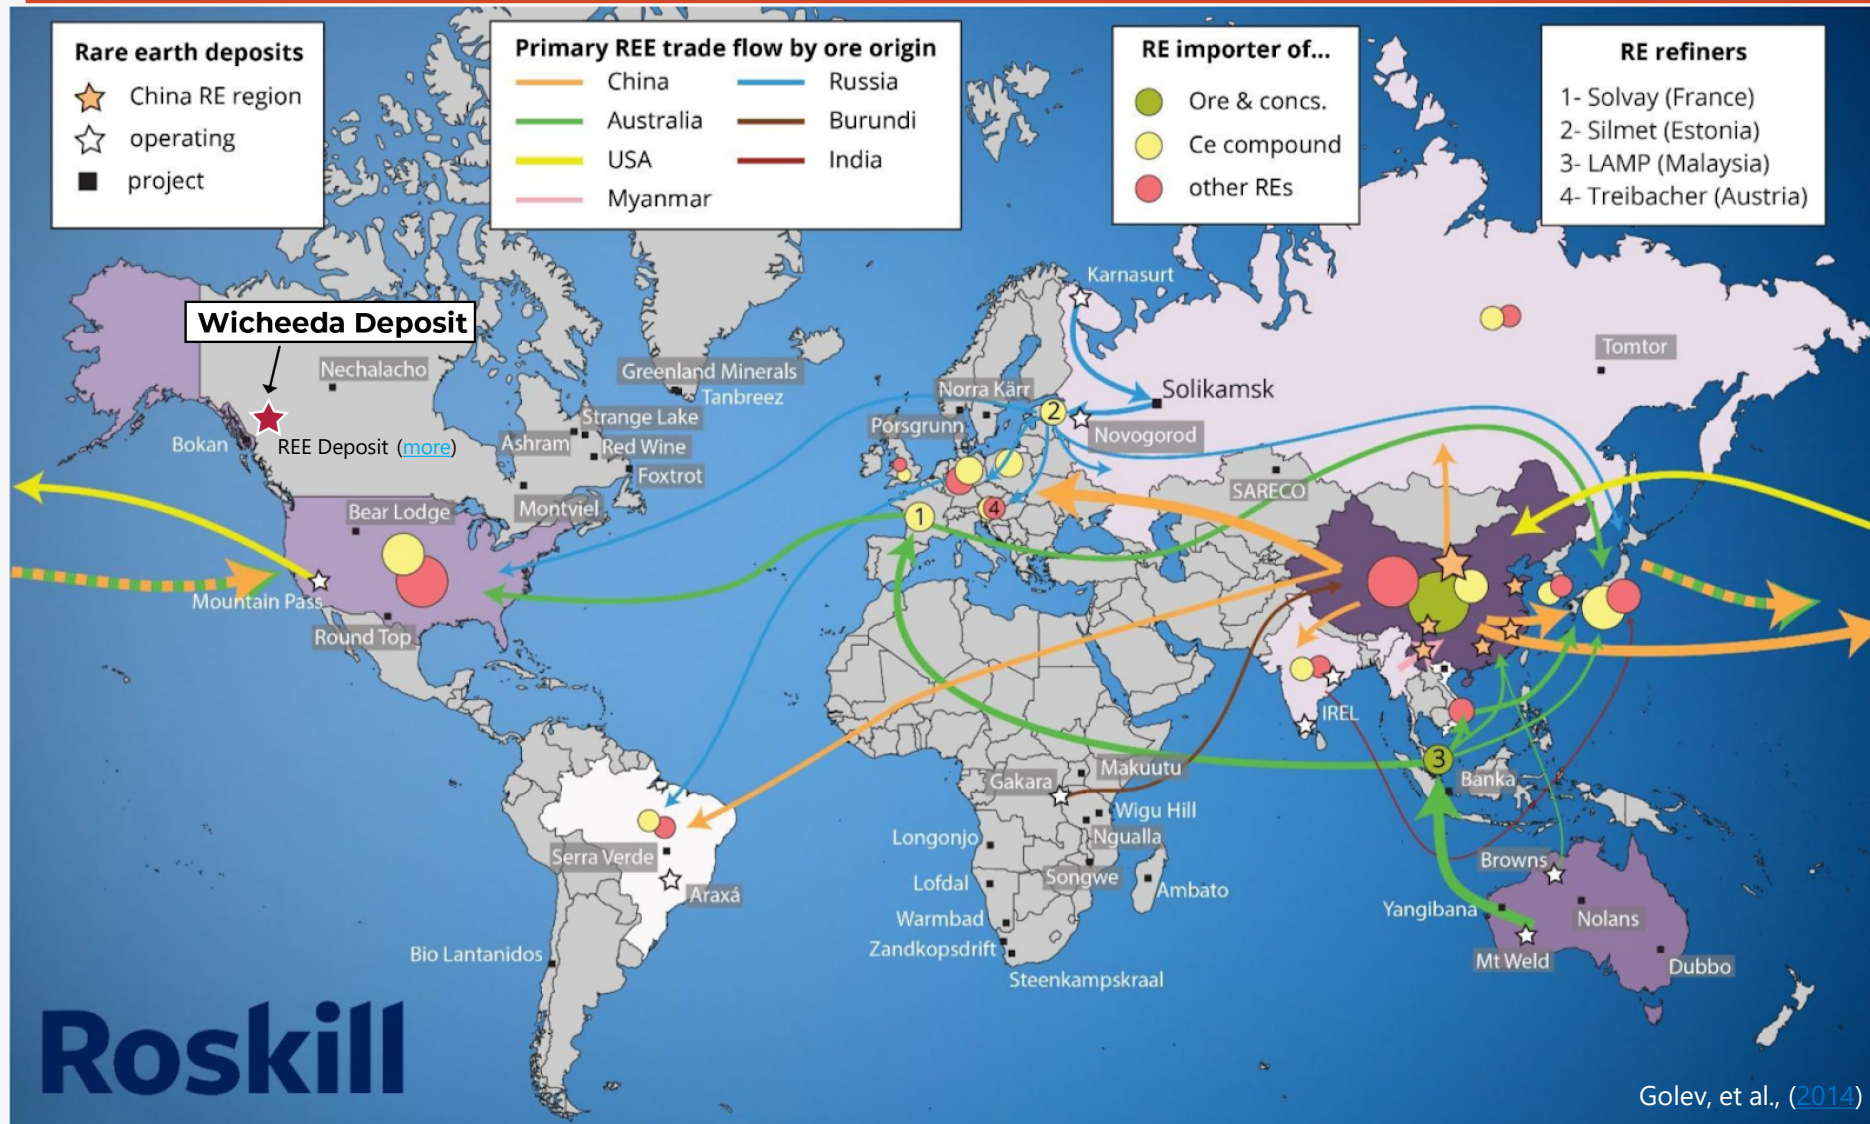 Rare earth deposits
China RE region
operating
project
Primary REE trade flow by ore origin
China
Russia
Australia
Burundi
USA
India
Myanmar
RE importer of...
Ore & concs.
Ce compound
other REs
RE refiners
1- Solvay (France)
2- Silmet (Estonia)
3- LAMP (Malaysia)
4- Treibacher (Austria)
Karnasurt
Wicheeda Deposit
Tomtor
Nechalacho
Greenland Minerals
Tanbreez
Norra Kärr
Solikamsk
2
Strange Lake
Porsgrunn
Novogorod
Bokan
REE Deposit (more)
Ashram
Red Wine
Foxtrot
SARECO
Bear Lodge
Montviel
1
4
Mountain Pass
Round Top
IREL
3
Makuutu
Gakara
Banka
Wigu Hill
Longonjo
Ngualla
Serra Verde
Browns
Songwe
Lofdal
Ambato
Araxá
Yangibana
Nolans
Warmbad
Zandkopsdrift
Bio Lantanidos
Mt Weld
Dubbo
Steenkampskraal
Roskill
Golev, et al., (2014)